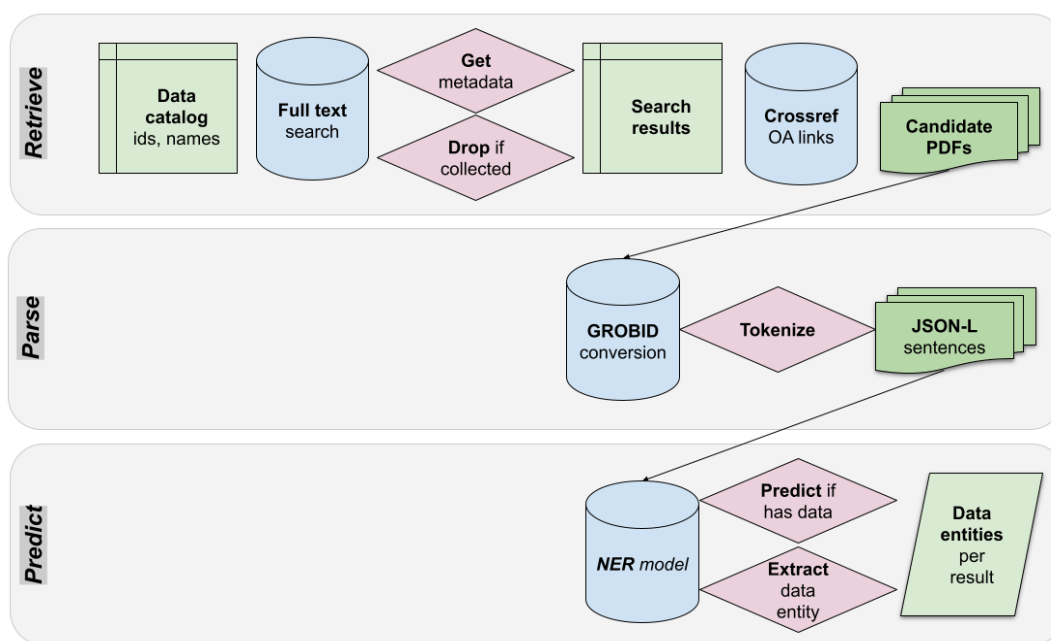 Retrieve
Data
catalog
ids, names
Full text
search
Get
metadata
Drop if
collected
Search
results
Crossref
OA links
Candidate
PDFs
Parse
GROBID
conversion
Tokenize
JSON-L
sentences
Predict
NER model
Predict if
has data
Extract
data
entity
Data
entities
per
result